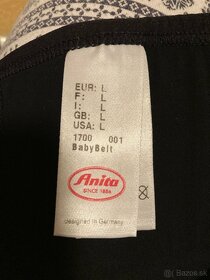 EUR: L
F: L
I: L
GB: L
USA: L
1700 001
BabyBelt
Anita
SINCE 1886
designed in Germany
bazos.sk